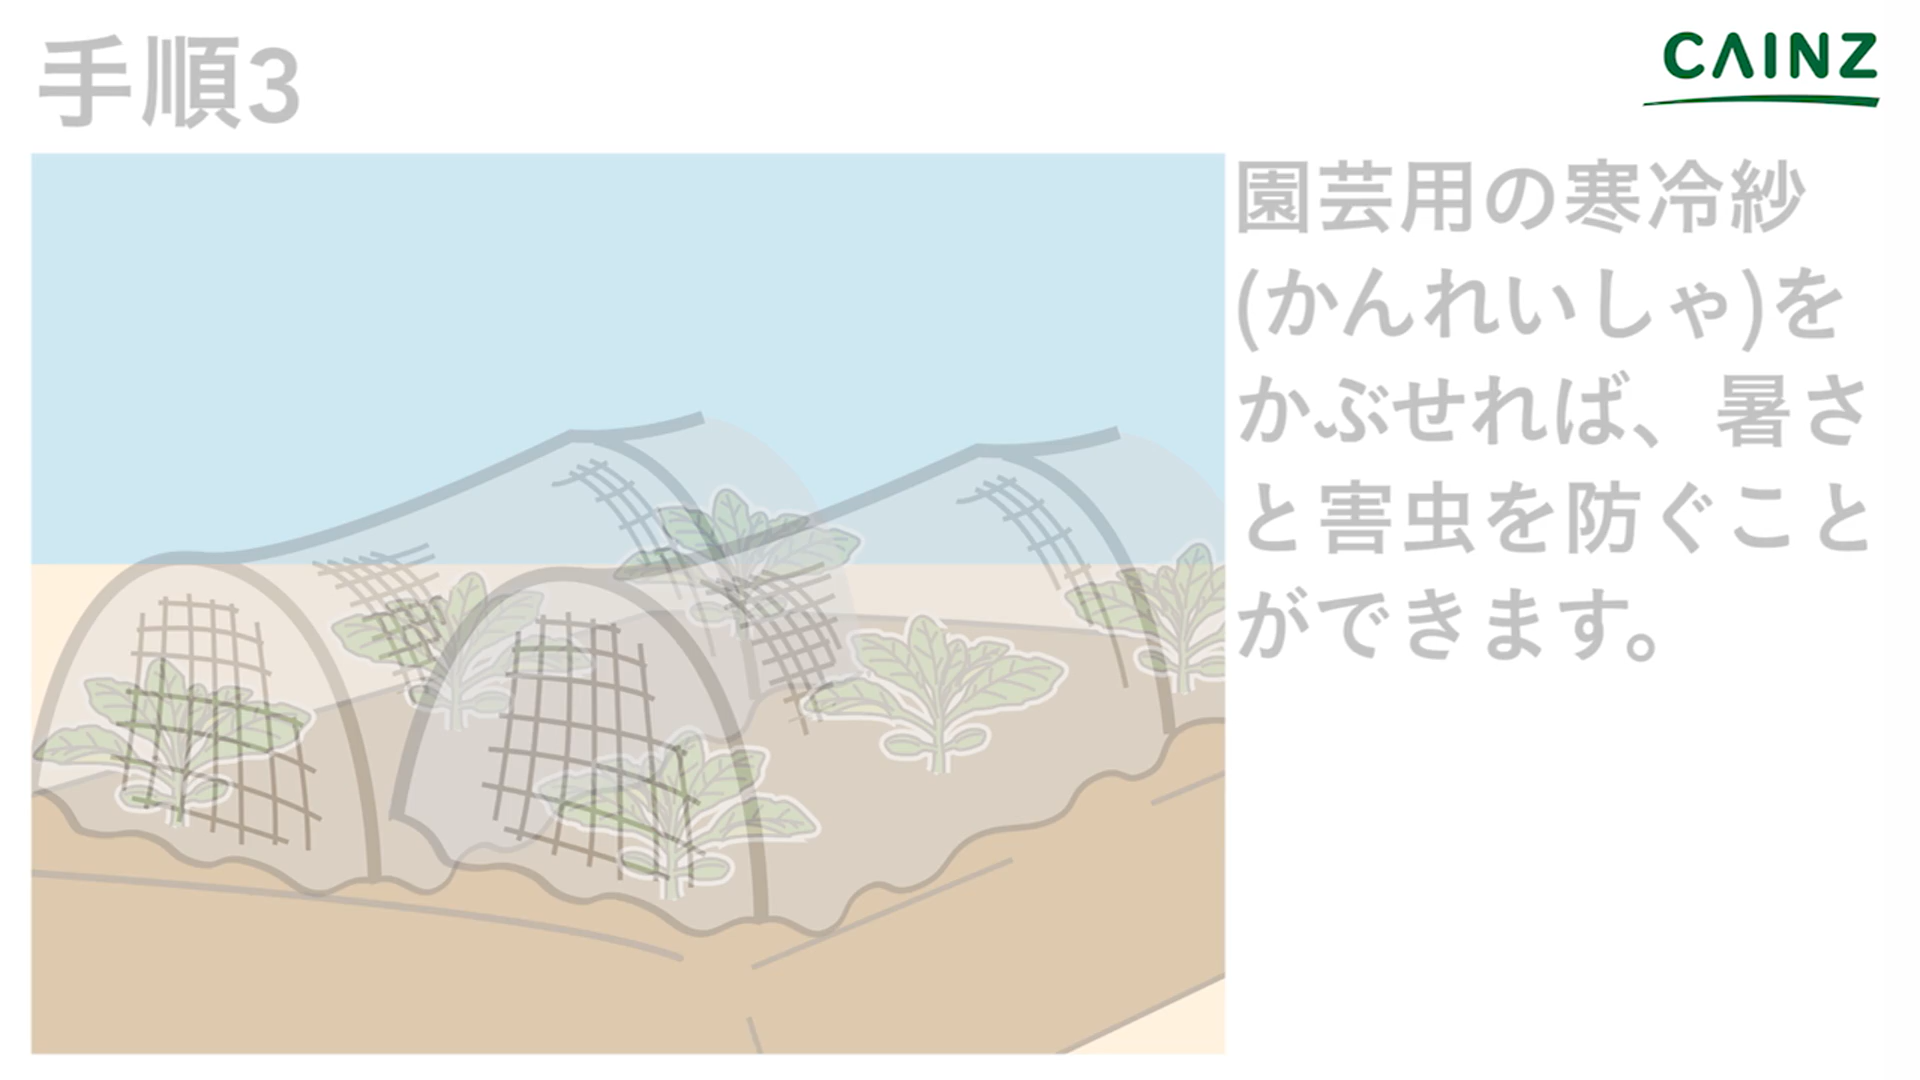 手順3
CAINZ
園芸用の寒冷紗
(かんれいしゃ)を
かぶせれば、暑さ
と害虫を防ぐこと
ができます。